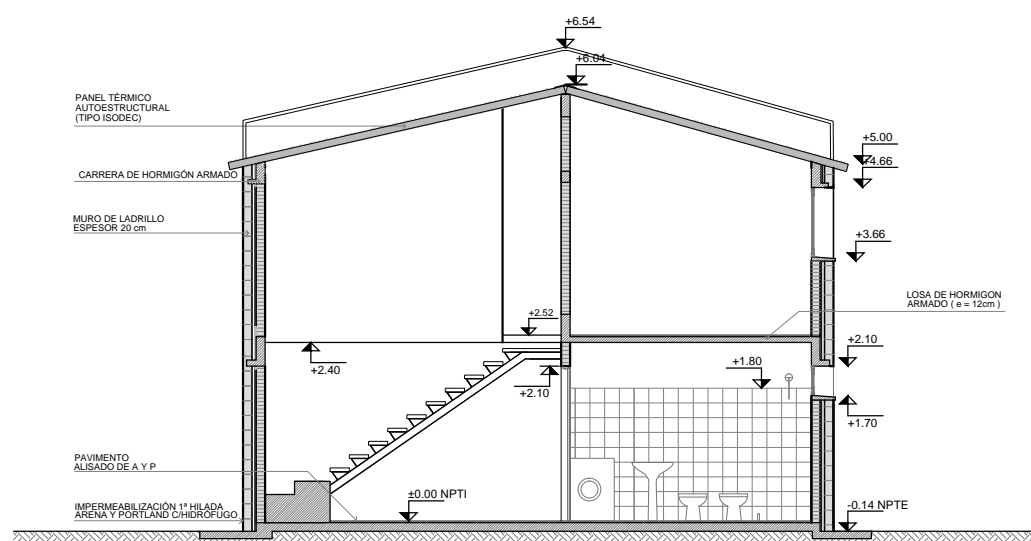 +6.54
+6.04
PANEL TÉRMICO
AUTOESTRUCTURAL
(TIPO ISODEC)
+5.00
+4.66
CARRERA DE HORMIGÓN ARMADO
MURO DE LADRILLO
ESPESOR 20 cm
+3.66
LOSA DE HORMIGON
ARMADO ( e = 12cm )
+2.52
+2.10
+2.40
+1.80
+2.10
+1.70
PAVIMENTO
ALISADO DE A Y P
±0.00 NPTI
IMPERMEABILIZACIÓN 1ª HILADA
ARENA Y PORTLAND C/HIDRÓFUGO
-0.14 NPTE